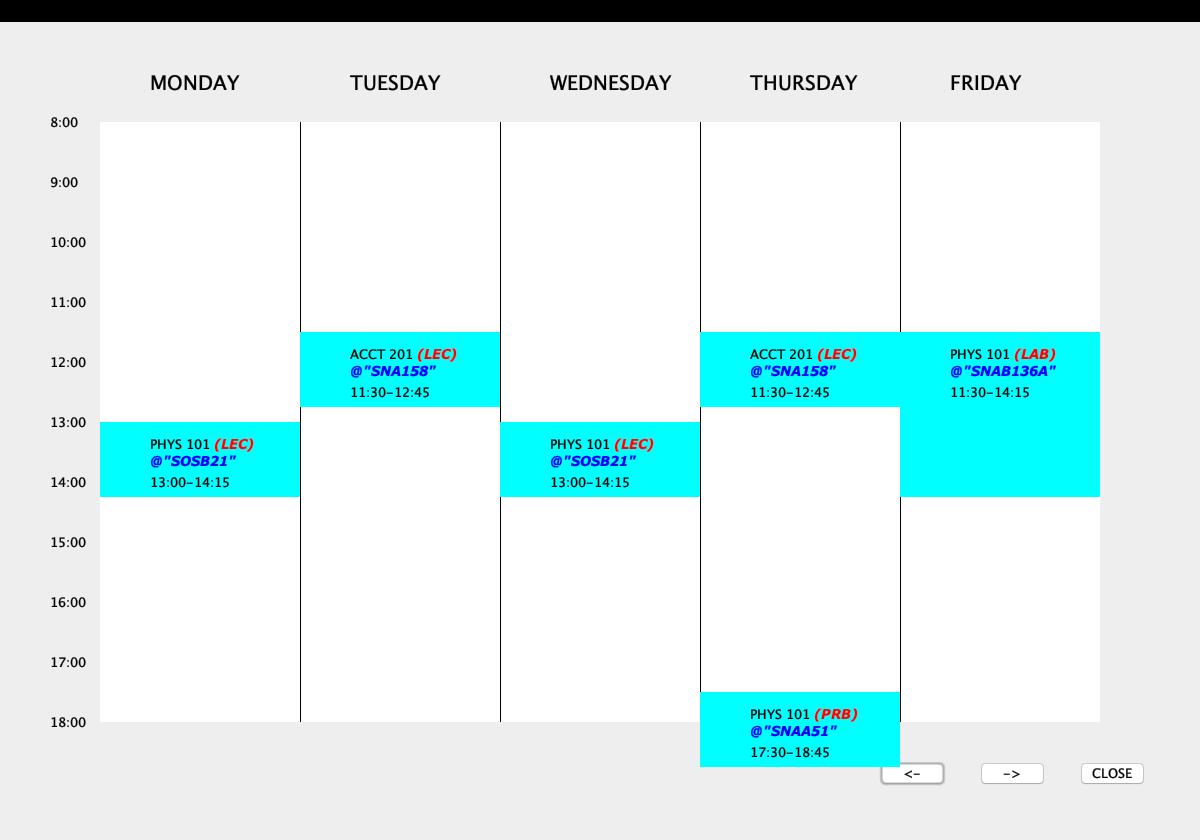 MONDAY TUESDAY WEDNESDAY THURSDAY FRIDAY
8:00
9:00
10:00
11:00
ACCT 201 (LEC) ACCT 201 (LEC) PHYS 101 (LAB)
12:00 @"SNA158" @"SNA158" @"SNAB136A"
11:30-12:45 11:30-12:45 11:30-14:15
13:00
PHYS 101 (LEC) PHYS 101 (LEC)
@"SOSB21" @"SOSB21"
14:00 13:00-14:15 13:00-14:15
15:00
16:00
17:00
PHYS 101 (PRB)
18:00 @"SNAA51"
17:30-18:45
<- -> CLOSE